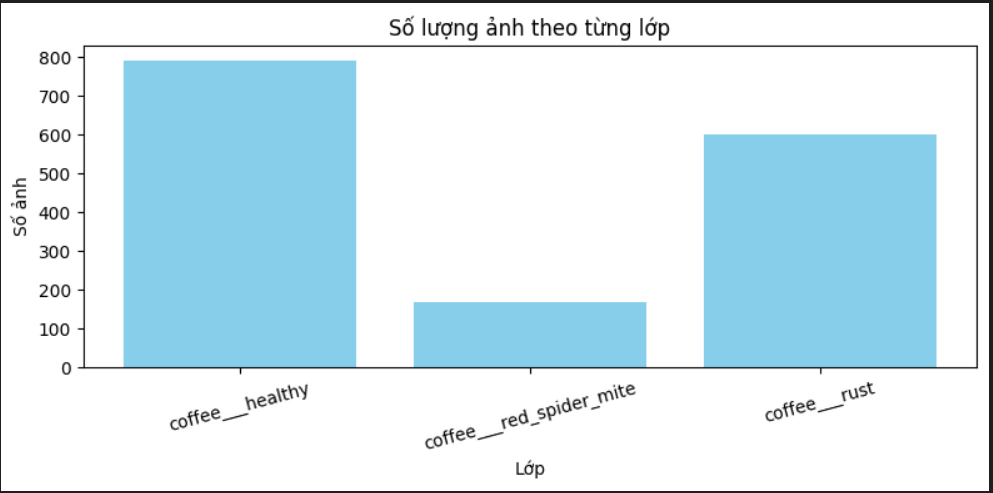 Số lượng ảnh theo từng lớp
800
700
600
500
400
300
200
100
0
Số ảnh
coffee___healthy
coffee___red_spider_mite
coffee___rust
Lớp